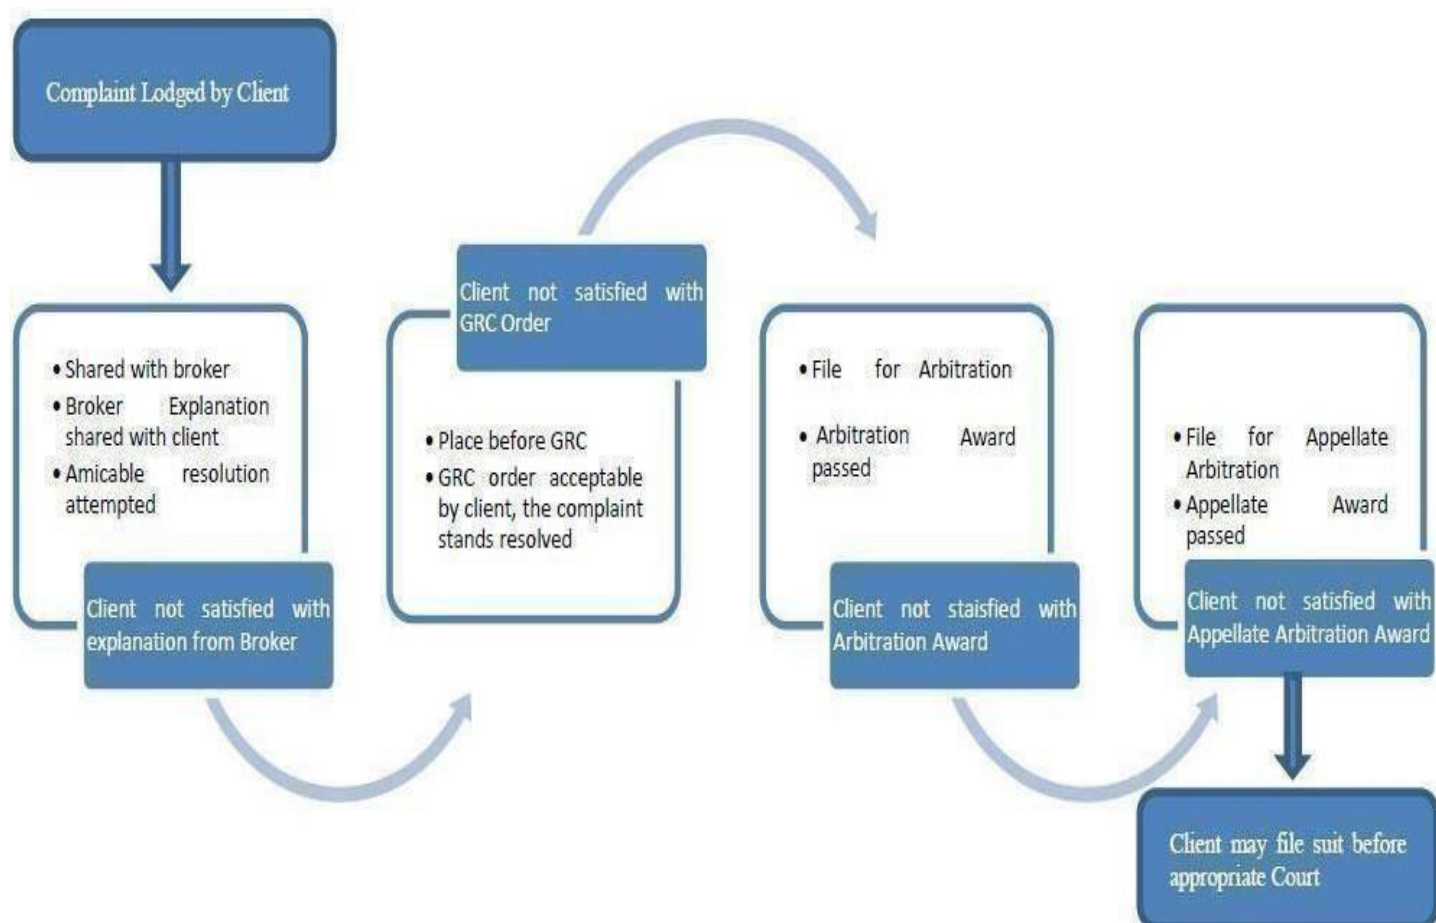 Complaint Lodged by Client
• Shared with broker
• Broker Explanation
shared with client
• Amicable resolution
attempted
Client not satisfied with
explanation from Broker
Client not satisfied with
GRC Order
• Place before GRC
• GRC order acceptable
by client, the complaint
stands resolved
• File for Arbitration
• Arbitration Award
passed
Client not staisfied with
Arbitration Award
• File for Appellate
Arbitration
• Appellate Award
passed
Client not satisfied with
Appellate Arbitration Award
Client may file suit before
appropriate Court